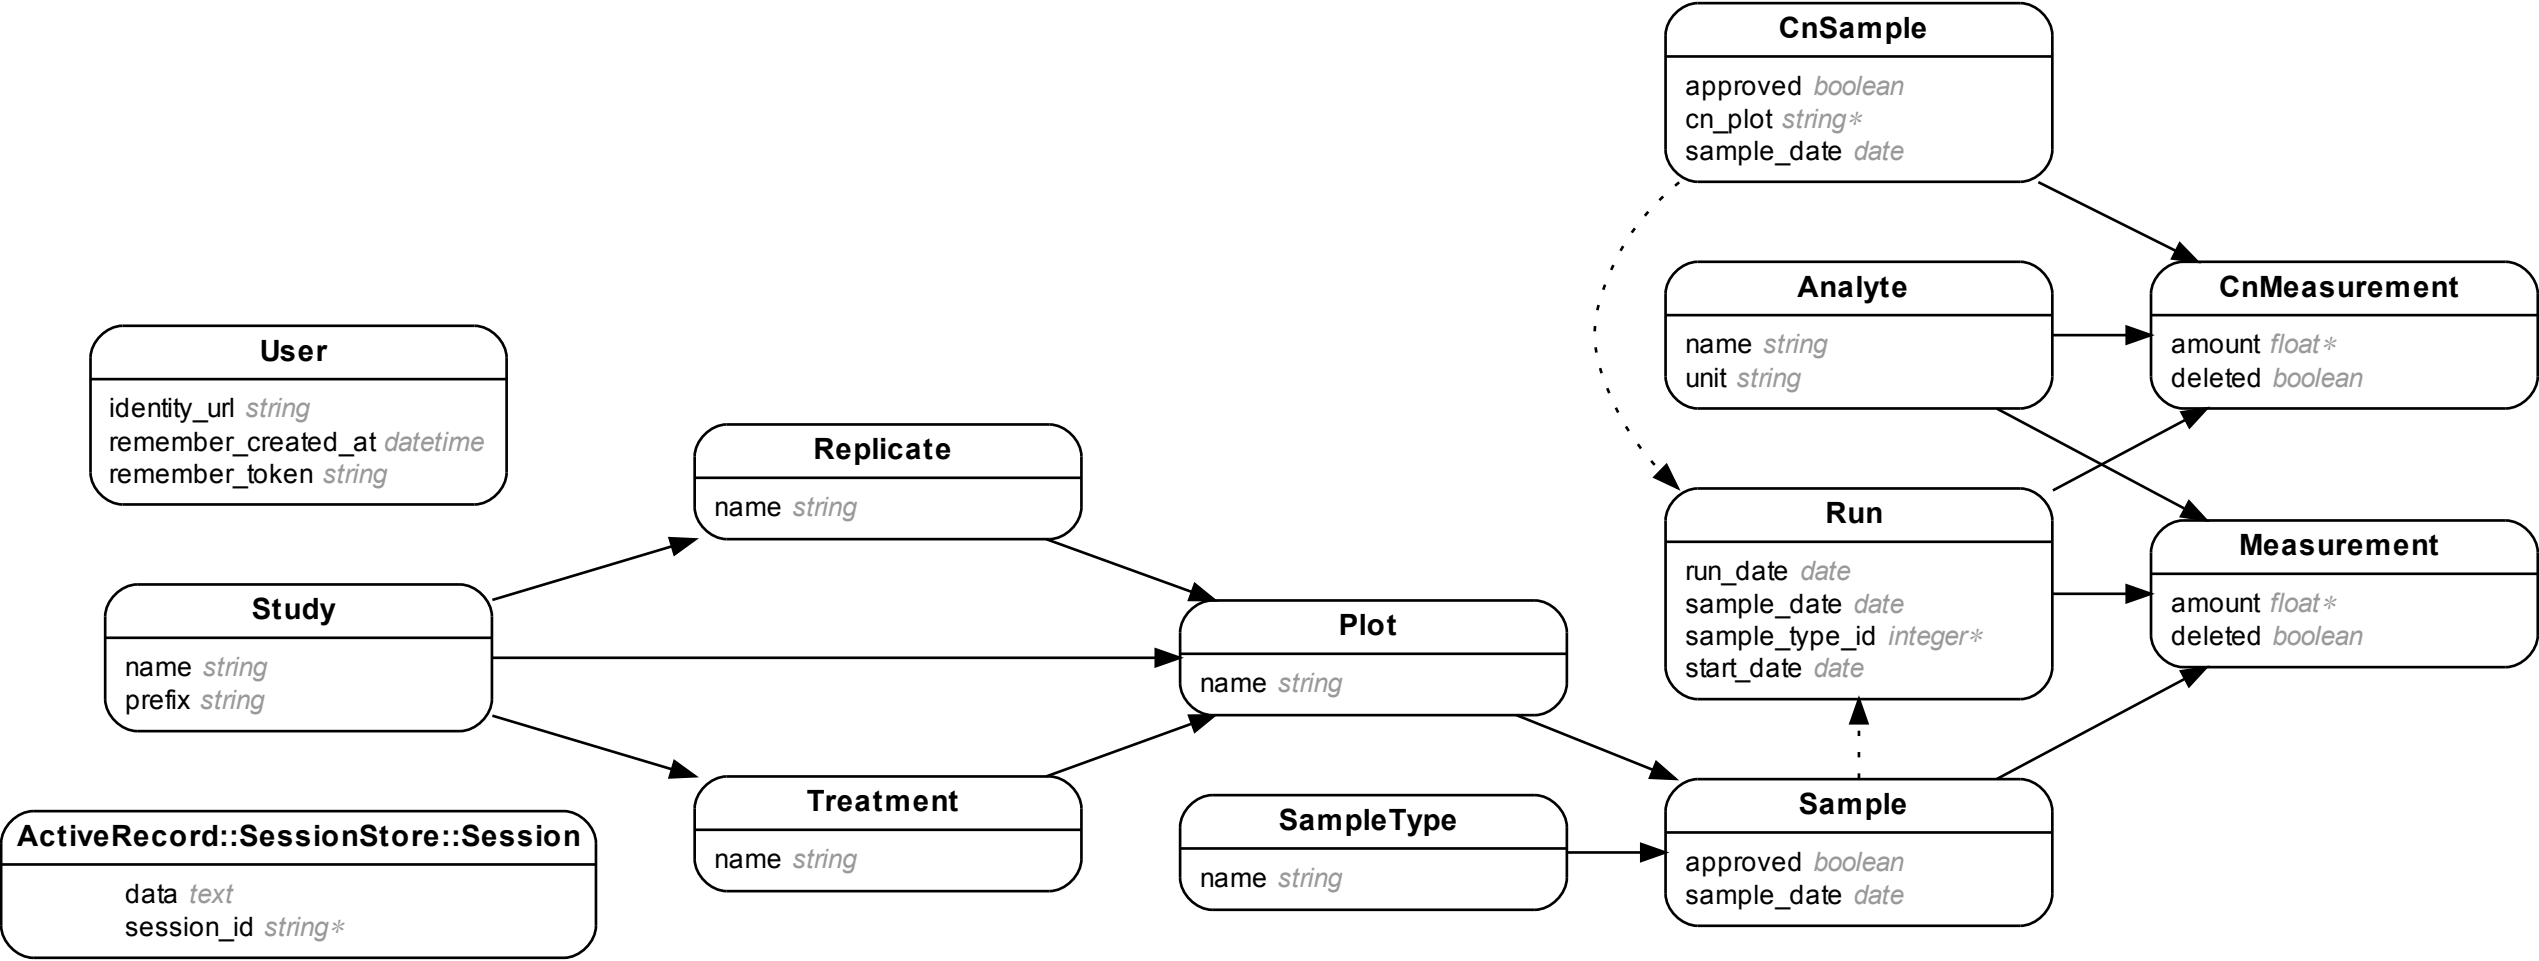 CnSample
approved boolean
cn_plot string*
sample_date date
Analyte
name string
unit string
CnMeasurement
amount float*
deleted boolean
User
identity_url string
remember_created_at datetime
remember_token string
Replicate
name string
Run
run_date date
sample_date date
sample_type_id integer*
start_date date
Measurement
amount float*
deleted boolean
Study
name string
prefix string
Plot
name string
Treatment
name string
SampleType
name string
Sample
approved boolean
sample_date date
ActiveRecord::SessionStore::Session
data text
session_id string*